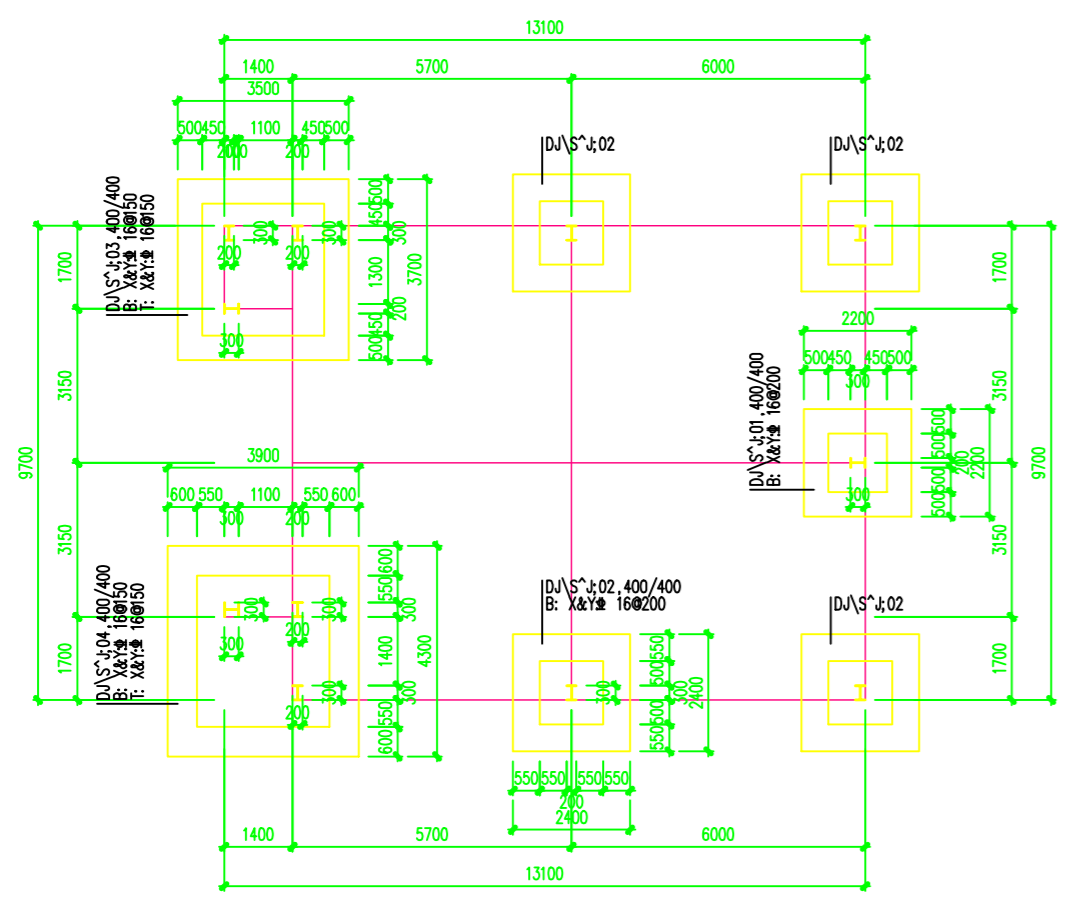 13100
1400 5700 6000
3500
500 450 1100 450 500
200 200
DJ\S^J;02
DJ\S^J;02
DJ\S^J;03,400/400
B: X&Y:Φ 16@150
T: X&Y:Φ 16@150
300 300
200 200
300
450 500
300
1300
200
500 450
3700
1700
3150
3150
1700
9700
1700
3150
3150
1700
9700
2200
500 450 450 500
300
DJ\S^J;01,400/400
B: X&Y:Φ 16@200
300
500 500
200
500 500
2200
3900
600 550 1100 550 600
300 200
DJ\S^J;04,400/400
B: X&Y:Φ 16@150
T: X&Y:Φ 16@150
300 300
300 200
300
200
550 600
300
1400
300
600 550
4300
DJ\S^J;02,400/400
B: X&Y:Φ 16@200
DJ\S^J;02
300
500 550
300
550 500
2400
550 550 550 550
200
2400
1400 5700 6000
13100